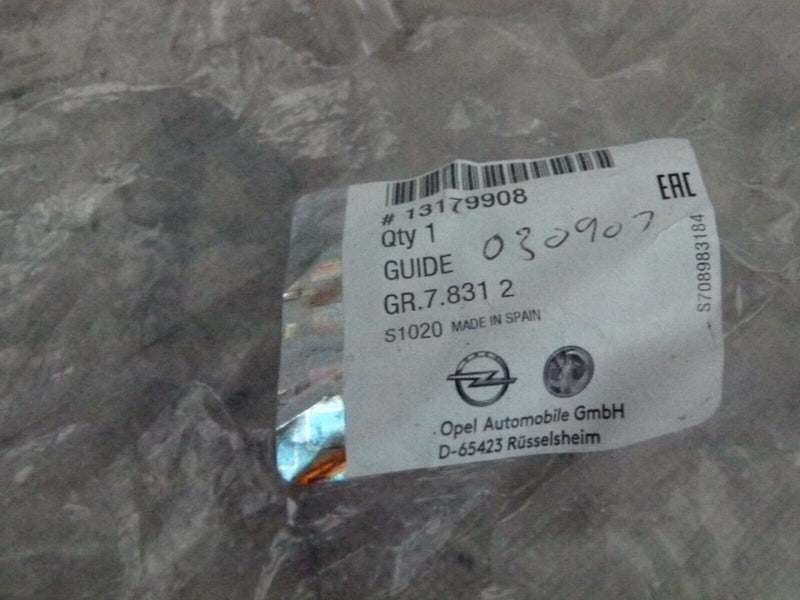 # 13179908
EAC
Qty 1
030907
GUIDE
GR.7.831 2
S1020 MADE IN SPAIN
S708983184
Opel Automobile GmbH
D-65423 Rüsselsheim